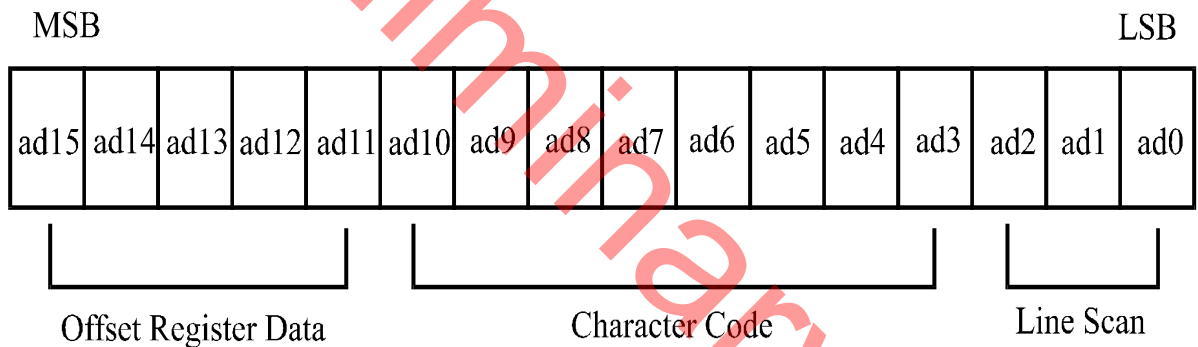 MSB LSB
ad15 ad14 ad13 ad12 ad11 ad10 ad9 ad8 ad7 ad6 ad5 ad4 ad3 ad2 ad1 ad0
Offset Register Data Character Code Line Scan